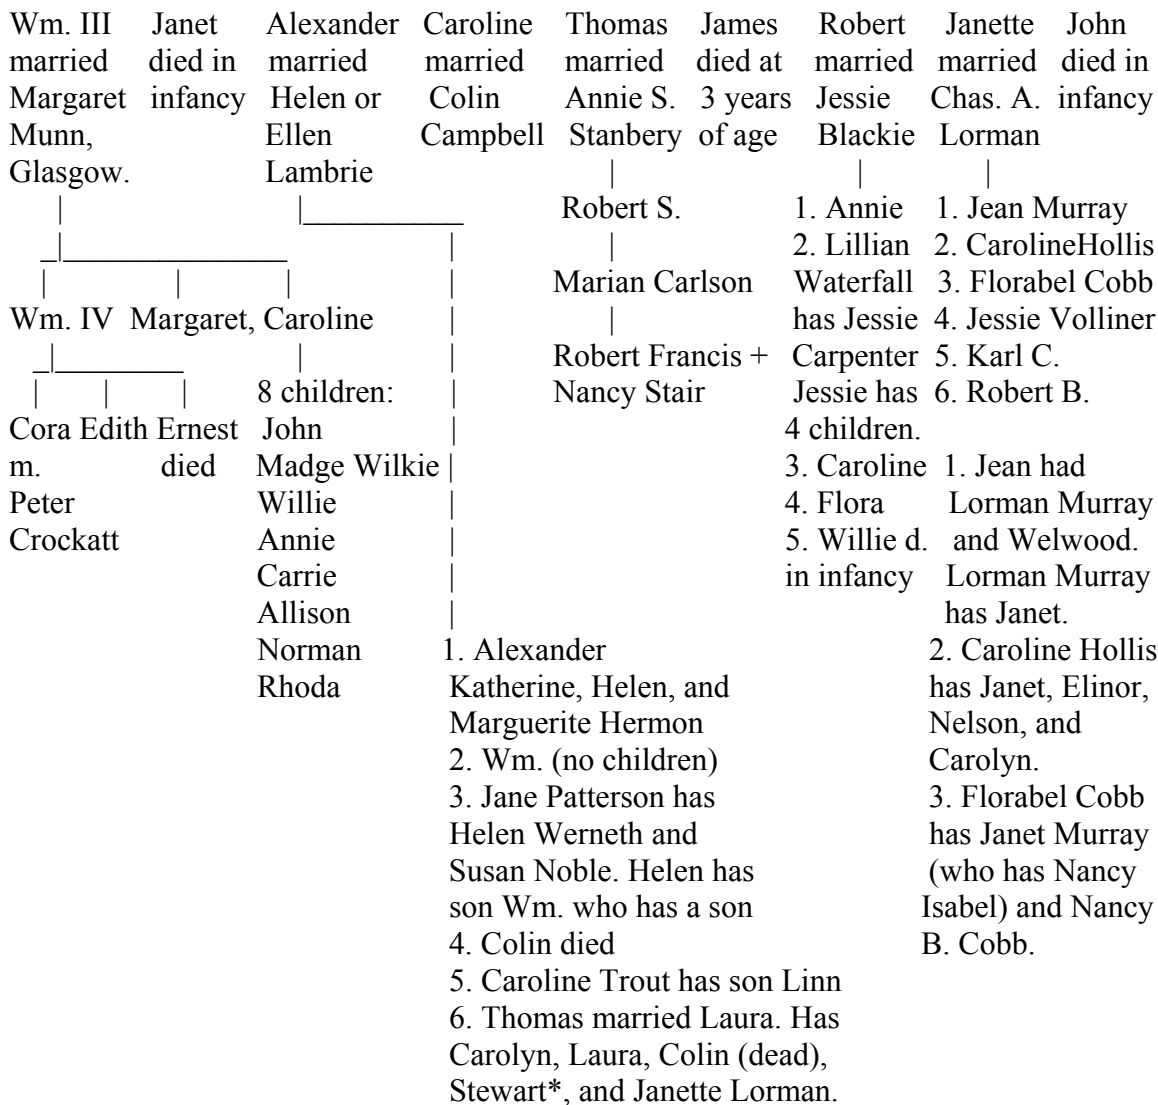 Wm. III Janet Alexander Caroline Thomas James Robert Janette John
married died in married married married died at married married died in
Margaret infancy Helen or Colin Annie S. 3 years Jessie Chas. A. infancy
Munn, Ellen Campbell Stanbery of age Blackie Lorman
Glasgow. Lambrie
Robert S. 1. Annie 1. Jean Murray
2. Lillian 2. CarolineHollis
Marian Carlson Waterfall 3. Florabel Cobb
Wm. IV Margaret, Caroline has Jessie 4. Jessie Volliner
Robert Francis + Carpenter 5. Karl C.
8 children: Nancy Stair Jessie has 6. Robert B.
Cora Edith Ernest John 4 children.
m. died Madge Wilkie 3. Caroline 1. Jean had
Peter Willie 4. Flora Lorman Murray
Crockatt Annie 5. Willie d. and Welwood.
Carrie in infancy Lorman Murray
Allison has Janet.
Norman 1. Alexander 2. Caroline Hollis
Rhoda Katherine, Helen, and has Janet, Elinor,
Marguerite Hermon Nelson, and
2. Wm. (no children) Carolyn.
3. Jane Patterson has 3. Florabel Cobb
Helen Werneth and has Janet Murray
Susan Noble. Helen has (who has Nancy
son Wm. who has a son Isabel) and Nancy
4. Colin died B. Cobb.
5. Caroline Trout has son Linn
6. Thomas married Laura. Has
Carolyn, Laura, Colin (dead),
Stewart*, and Janette Lorman.